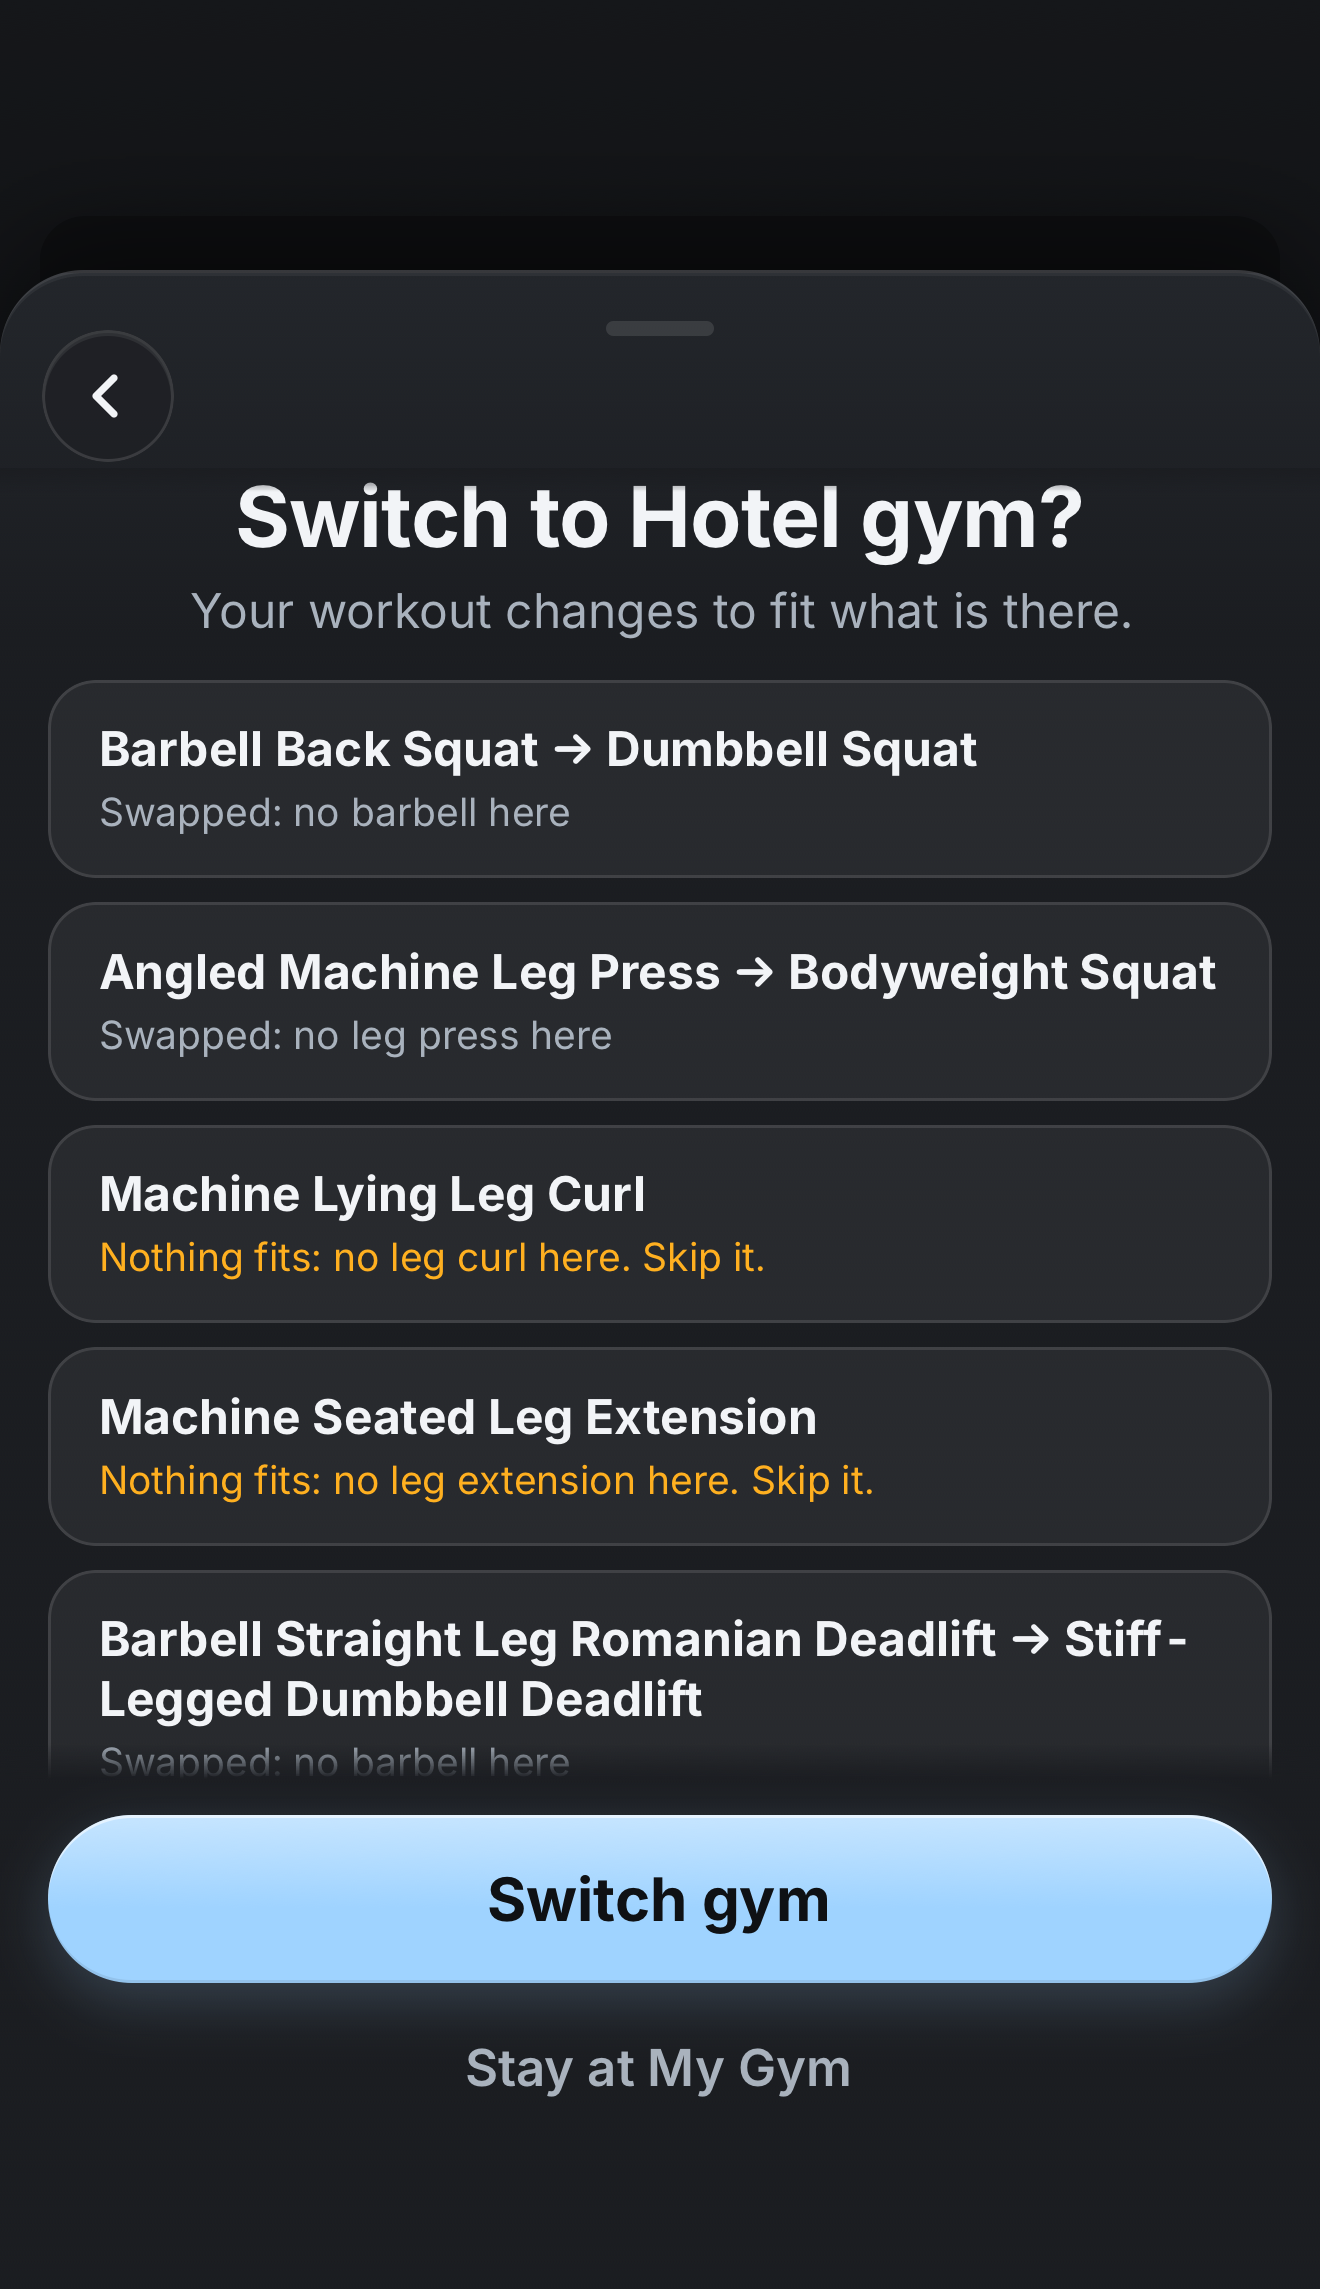 Switch to Hotel gym?
Your workout changes to fit what is there.
Barbell Back Squat → Dumbbell Squat
Swapped: no barbell here
Angled Machine Leg Press → Bodyweight Squat
Swapped: no leg press here
Machine Lying Leg Curl
Nothing fits: no leg curl here. Skip it.
Machine Seated Leg Extension
Nothing fits: no leg extension here. Skip it.
Barbell Straight Leg Romanian Deadlift → Stiff-
Legged Dumbbell Deadlift
Swapped: no barbell here
Switch gym
Stay at My Gym